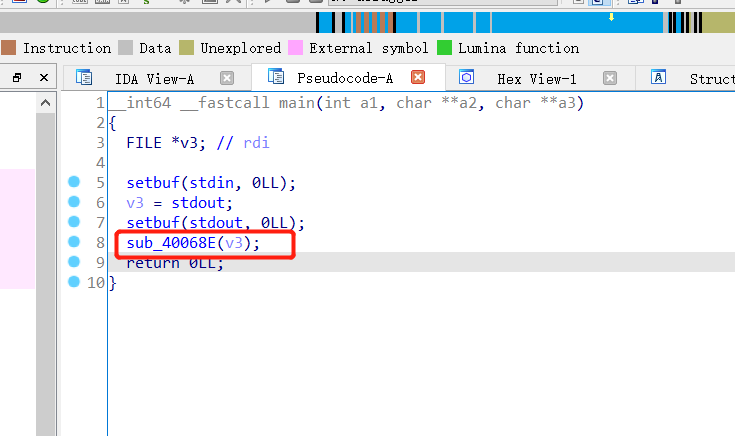 Instruction Data Unexplored External symbol Lumina function
IDA View-A Pseudocode-A Hex View-1 Struct
1 __int64 __fastcall main(int a1, char **a2, char **a3)
2 {
3 FILE *v3; // rdi
4
5 setbuf(stdin, 0LL);
6 v3 = stdout;
7 setbuf(stdout, 0LL);
8 sub_40068E(v3);
9 return 0LL;
10 }